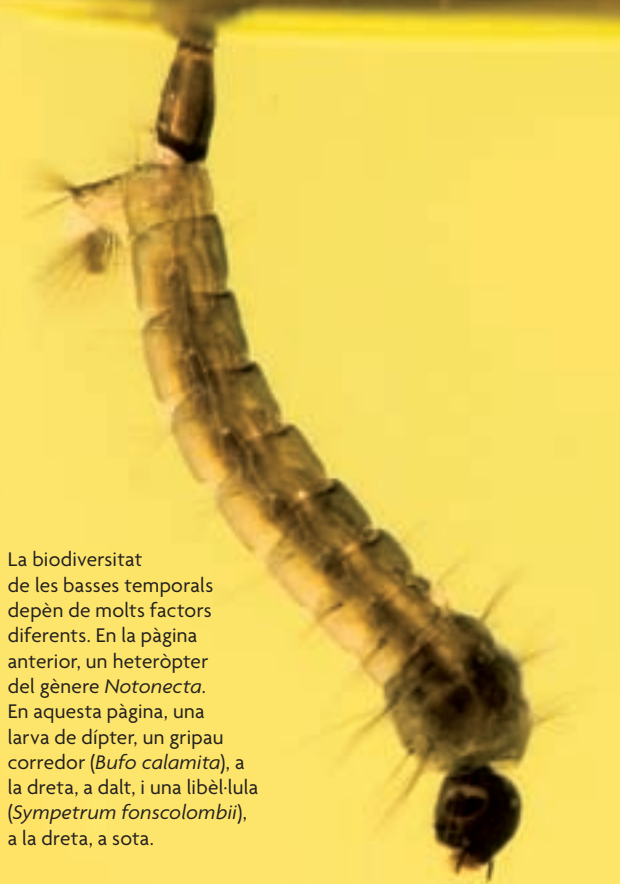 La biodiversitat
de les basses temporals
depèn de molts factors
diferents. En la pàgina
anterior, un heteròpter
del gènere Notonecta.
En aquesta pàgina, una
larva de dípter, un gripau
corredor (Bufo calamita), a
la dreta, a dalt, i una libèl·lula
(Sympetrum fonscolombii),
a la dreta, a sota.